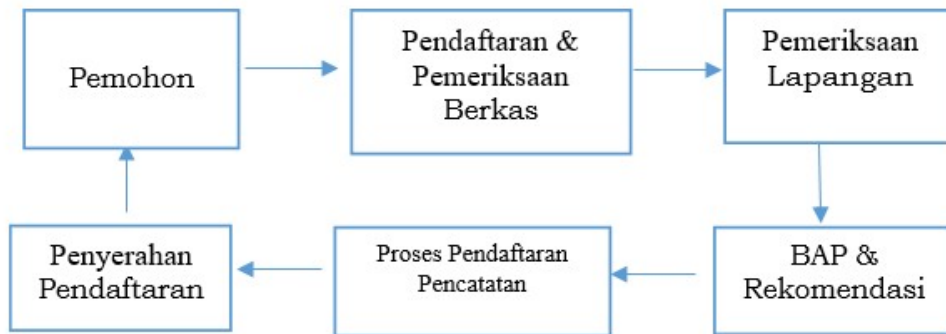 Pemohon
Pendaftaran &
Pemeriksaan
Berkas
Pemeriksaan
Lapangan
BAP &
Rekomendasi
Proses Pendaftaran
Pencatatan
Penyerahan
Pendaftaran